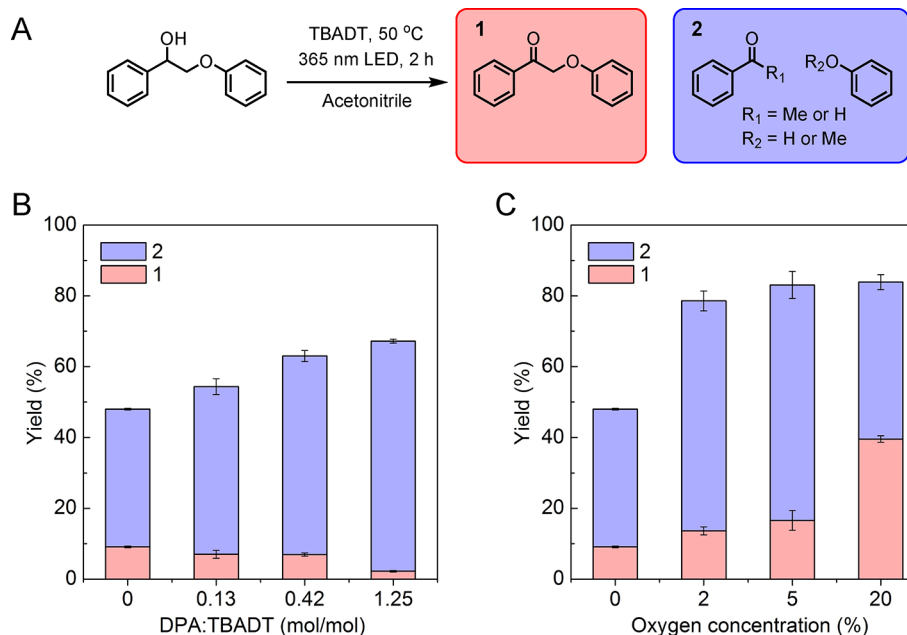 A
OH
O
TBADT, 50 °C
365 nm LED, 2 h
Acetonitrile
1
O
O
2
O
R1
R2
O
R1 = Me or H
R2 = H or Me
B
100
80
60
40
20
0
Yield (%)
2
1
0
0.13
0.42
1.25
DPA:TBADT (mol/mol)
C
100
80
60
40
20
0
Yield (%)
2
1
0
2
5
20
Oxygen concentration (%)